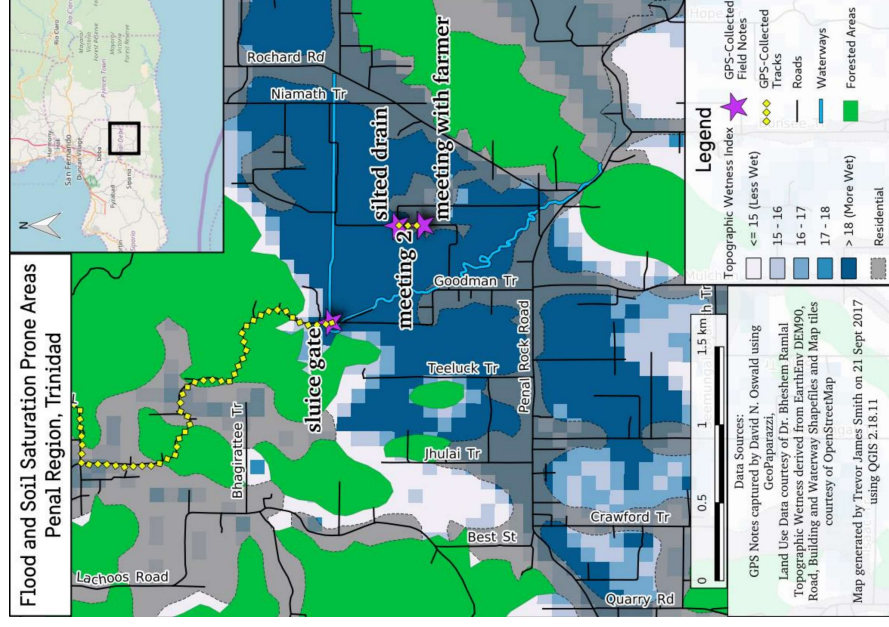 Flood and Soil Saturation Prone Areas
Penal Region, Trinidad
N
San Fernando
Debe
Siparia
Rio Claro
Princes Town
Rochard Rd
Niamath Tr
silted drain
meeting with farmer
meeting 2
Goodman Tr
sluice gate
Penal Rock Road
Teeluck Tr
Jhulai Tr
Bhagirattee Tr
Crawford Tr
Best St
Lachoos Road
Quarry Rd
Legend
Topographic Wetness Index
<= 15 (Less Wet)
15 - 16
16 - 17
17 - 18
> 18 (More Wet)
Residential
GPS-Collected
Field Notes
GPS-Collected
Tracks
Roads
Waterways
Forested Areas
0 0.5 1 1.5 km
Data Sources:
GPS Notes captured by David N. Oswald using
GeoPaparazzi,
Land Use Data courtesy of Dr. Bheshem Ramlal
Topographic Wetness derived from EarthEnv DEM90,
Road, Building and Waterway Shapefiles and Map tiles
courtesy of OpenStreetMap
Map generated by Trevor James Smith on 21 Sept 2017
using QGIS 2.18.11